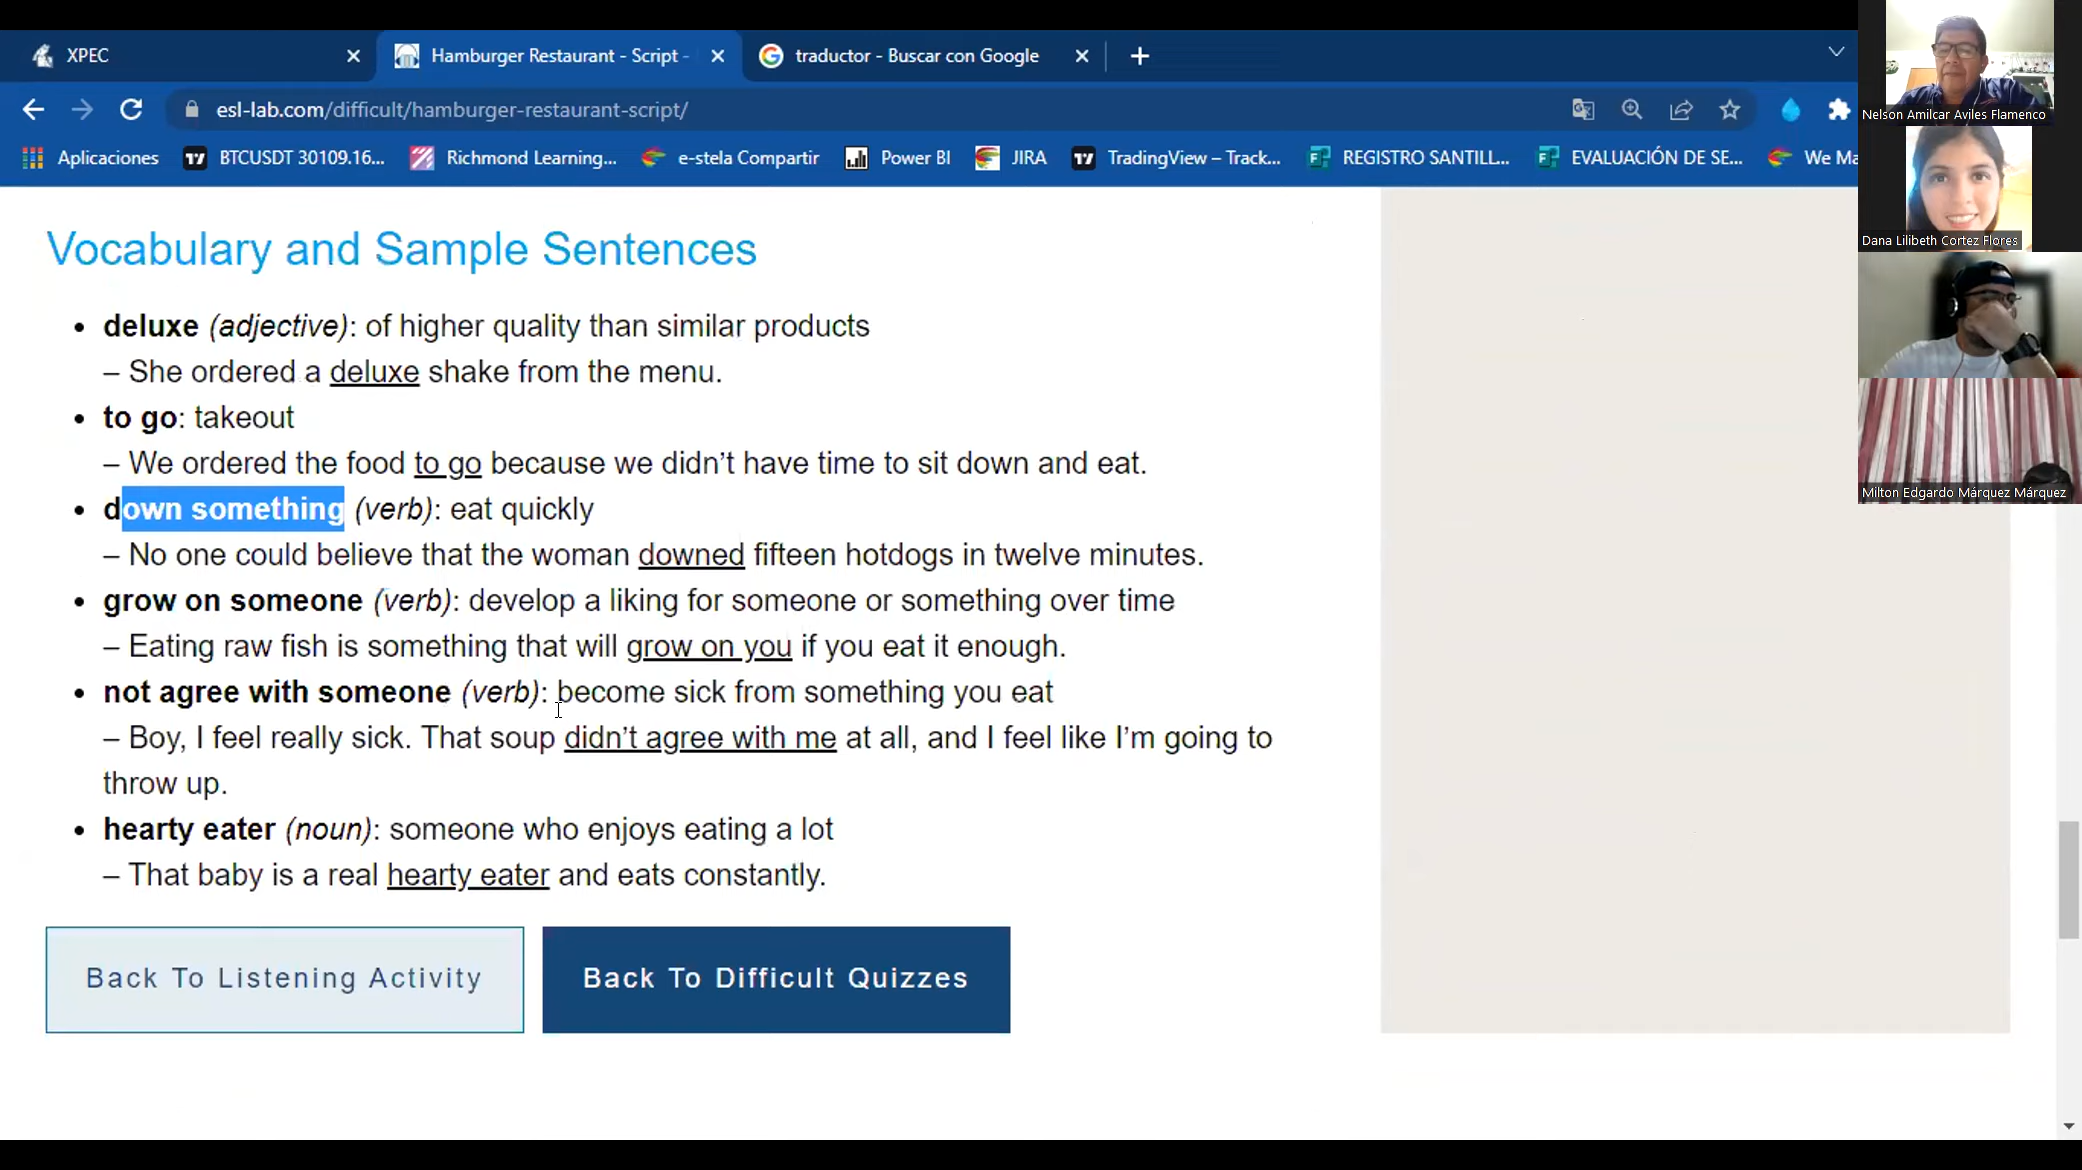 XPEC
Hamburger Restaurant - Script -
traductor - Buscar con Google
esl-lab.com/difficult/hamburger-restaurant-script/
Aplicaciones
BTCUSDT 30109.16...
Richmond Learning...
e-stela Compartir
Power BI
JIRA
TradingView – Track...
REGISTRO SANTILL...
EVALUACIÓN DE SE...
We Ma
Nelson Amilcar Aviles Flamenco
Dana Lilibeth Cortez Flores
Milton Edgardo Márquez Márquez
Vocabulary and Sample Sentences
• deluxe (adjective): of higher quality than similar products
– She ordered a deluxe shake from the menu.
• to go: takeout
– We ordered the food to go because we didn’t have time to sit down and eat.
• down something (verb): eat quickly
– No one could believe that the woman downed fifteen hotdogs in twelve minutes.
• grow on someone (verb): develop a liking for someone or something over time
– Eating raw fish is something that will grow on you if you eat it enough.
• not agree with someone (verb): become sick from something you eat
– Boy, I feel really sick. That soup didn’t agree with me at all, and I feel like I’m going to
throw up.
• hearty eater (noun): someone who enjoys eating a lot
– That baby is a real hearty eater and eats constantly.
Back To Listening Activity
Back To Difficult Quizzes